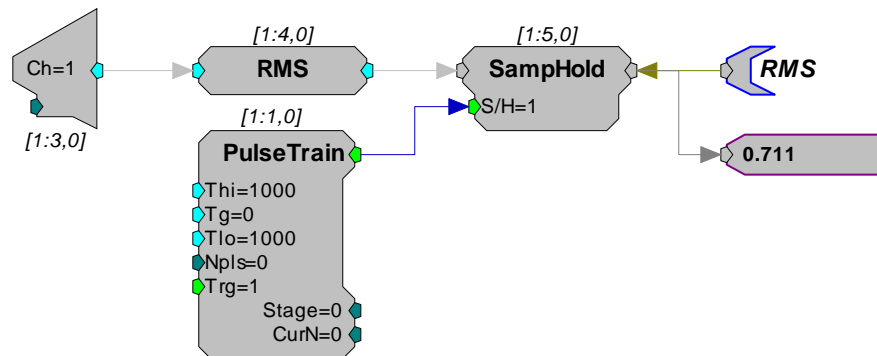 [1:4,0]
[1:5,0]
Ch=1
RMS
SampHold
RMS
[1:3,0]
S/H=1
[1:1,0]
PulseTrain
0.711
Thi=1000
Tg=0
Tlo=1000
Npls=0
Trg=1
Stage=0
CurN=0